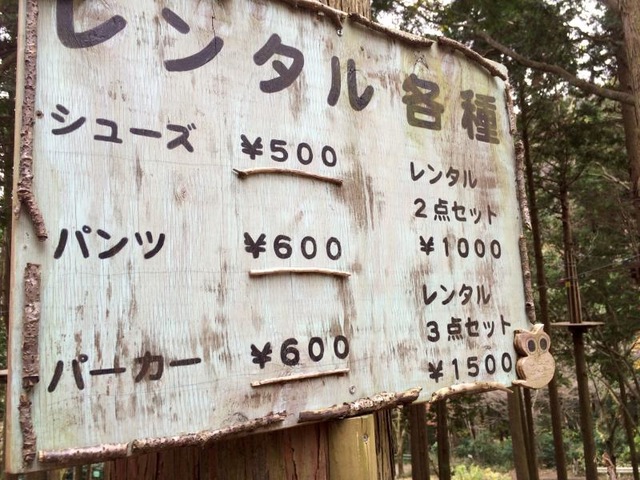 レンタル各種
シューズ ¥500
パンツ ¥600
パーカー ¥600
レンタル
2点セット
¥1000
レンタル
3点セット
¥1500